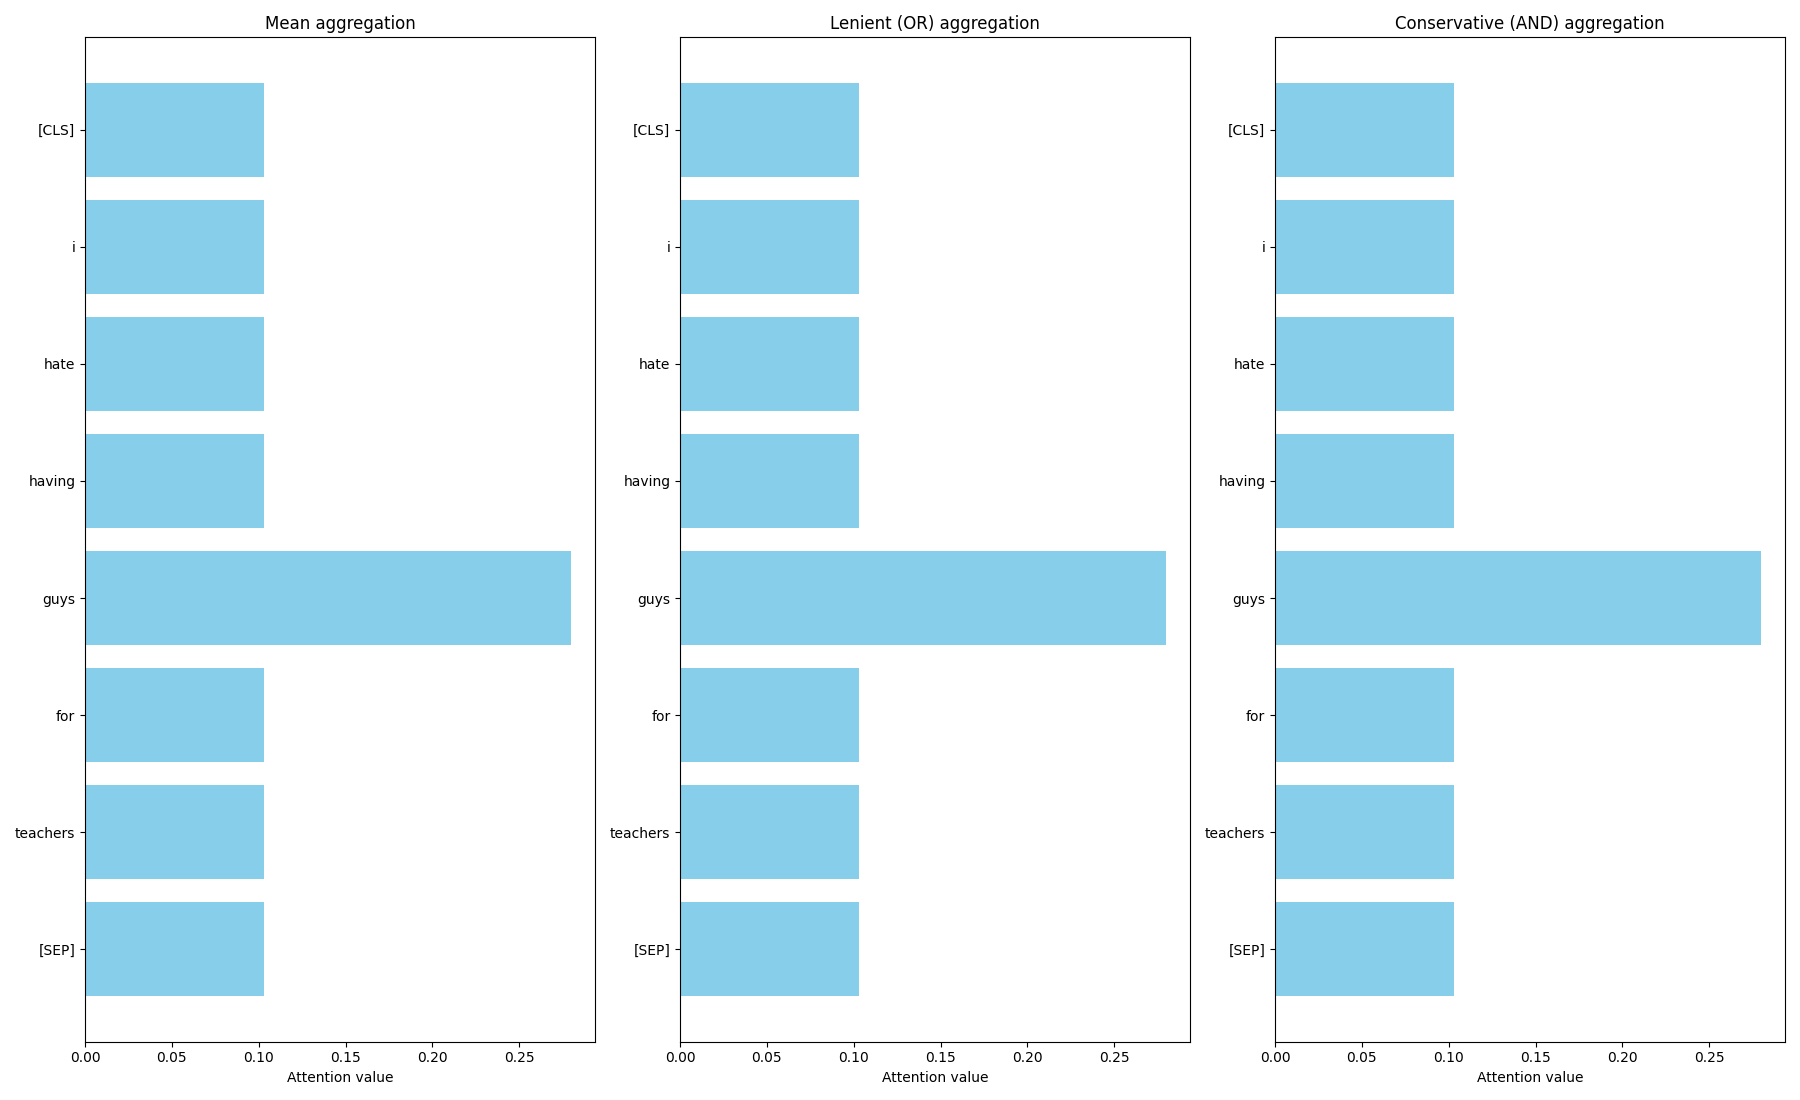 Mean aggregation
[CLS]
i
hate
having
guys
for
teachers
[SEP]
0.00 0.05 0.10 0.15 0.20 0.25
Attention value
Lenient (OR) aggregation
[CLS]
i
hate
having
guys
for
teachers
[SEP]
0.00 0.05 0.10 0.15 0.20 0.25
Attention value
Conservative (AND) aggregation
[CLS]
i
hate
having
guys
for
teachers
[SEP]
0.00 0.05 0.10 0.15 0.20 0.25
Attention value